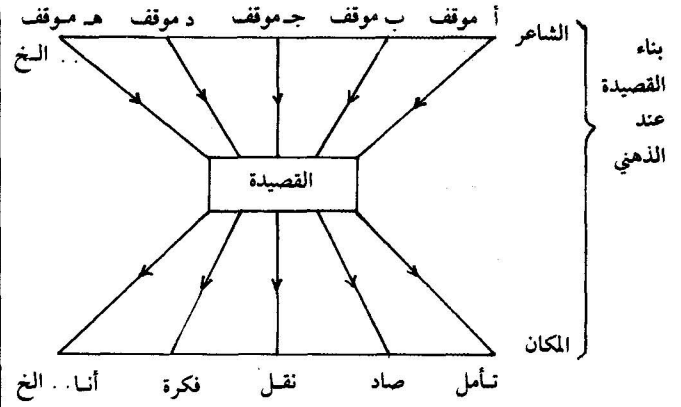 الشاعر
أ موقف ب موقف جـ موقف د موقف هـ موقف
.. الـخ
بناء
القصيدة
عند
الذهني
القصيدة
المكان
تأمل صاد نقل فكرة أنا.. الخ